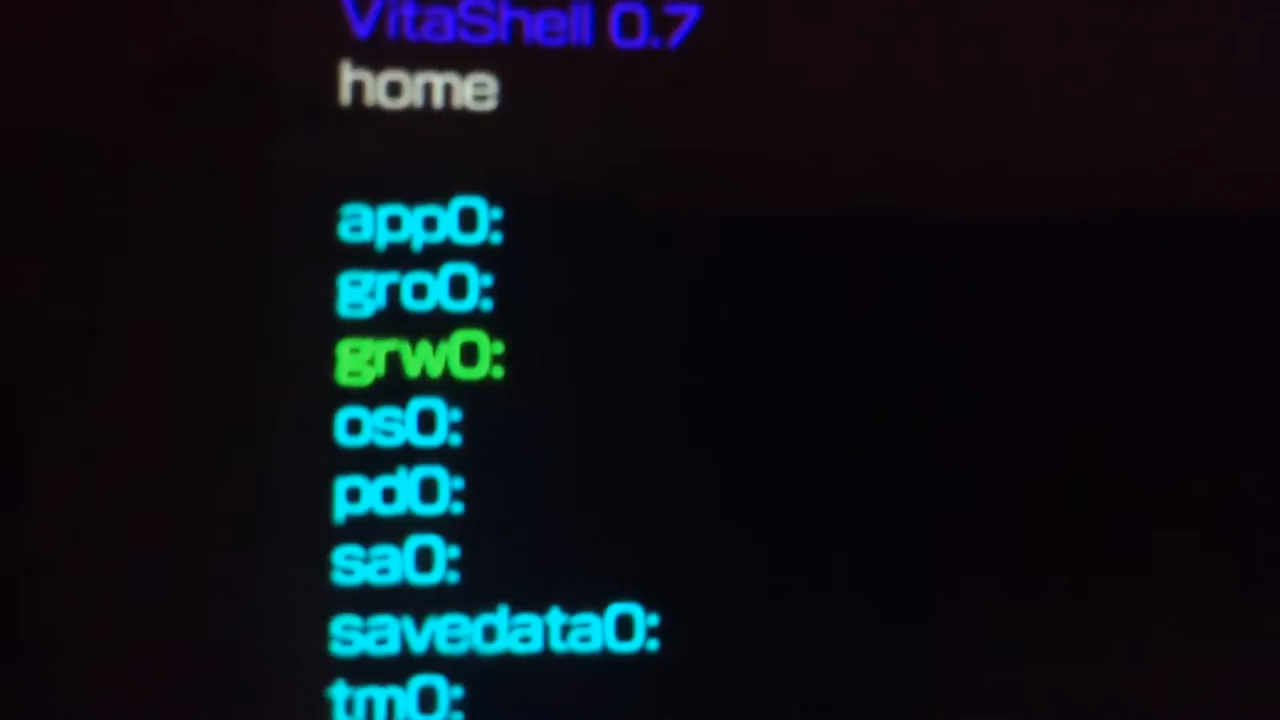 VitaShell 0.7
home
app0:
gro0:
grw0:
os0:
pd0:
sa0:
savedata0:
tm0: